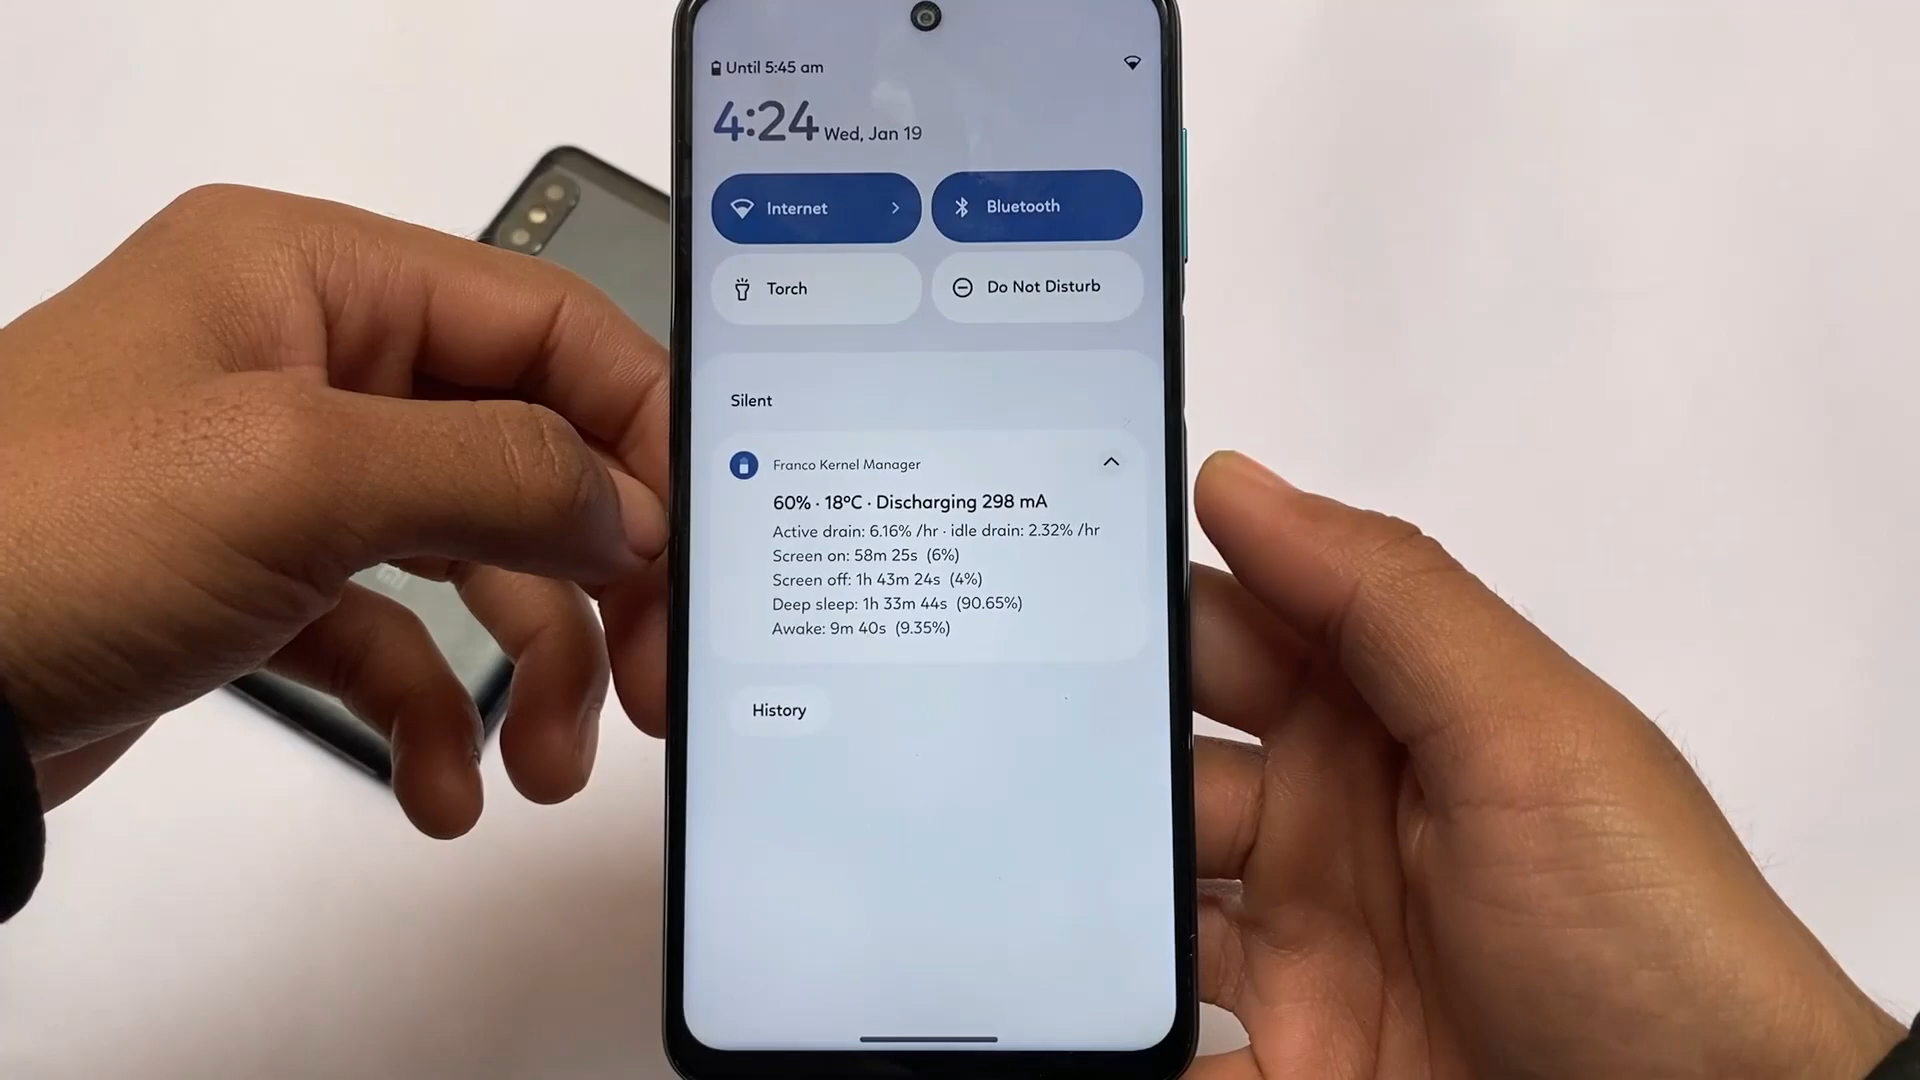 Until 5:45 am
4:24 Wed, Jan 19
Internet
Bluetooth
Torch
Do Not Disturb
Silent
Franco Kernel Manager
60% · 18ºC · Discharging 298 mA
Active drain: 6.16% /hr · idle drain: 2.32% /hr
Screen on: 58m 25s (6%)
Screen off: 1h 43m 24s (4%)
Deep sleep: 1h 33m 44s (90.65%)
Awake: 9m 40s (9.35%)
History
mi